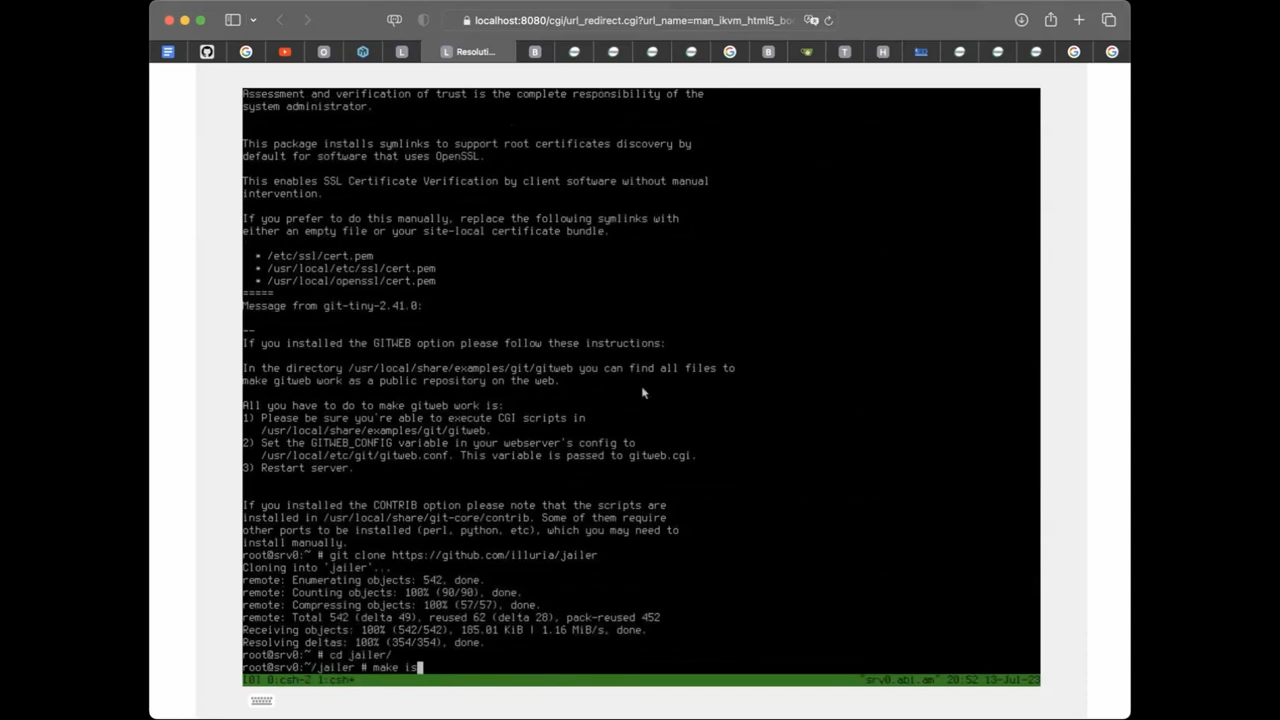 localhost:8080/cgi/url_redirect.cgi?url_name=man_ikvm_html5_bo
Resoluti...
Assessment and verification of trust is the complete responsibility of the
system administrator.
This package installs symlinks to support root certificates discovery by
default for software that uses OpenSSL.
This enables SSL Certificate Verification by client software without manual
intervention.
If you prefer to do this manually, replace the following symlinks with
either an empty file or your site-local certificate bundle.
* /etc/ssl/cert.pem
* /usr/local/etc/ssl/cert.pem
* /usr/local/openssl/cert.pem
=====
Message from git-tiny-2.41.0:
--
If you installed the GITWEB option please follow these instructions:
In the directory /usr/local/share/examples/git/gitweb you can find all files to
make gitweb work as a public repository on the web.
All you have to do to make gitweb work is:
1) Please be sure you're able to execute CGI scripts in
/usr/local/share/examples/git/gitweb.
2) Set the GITWEB_CONFIG variable in your webserver's config to
/usr/local/etc/git/gitweb.conf. This variable is passed to gitweb.cgi.
3) Restart server.
If you installed the CONTRIB option please note that the scripts are
installed in /usr/local/share/git-core/contrib. Some of them require
other ports to be installed (perl, python, etc), which you may need to
install manually.
root@srv0:~ # git clone https://github.com/illuria/jailer
Cloning into 'jailer'...
remote: Enumerating objects: 542, done.
remote: Counting objects: 100% (90/90), done.
remote: Compressing objects: 100% (57/57), done.
remote: Total 542 (delta 49), reused 62 (delta 28), pack-reused 452
Receiving objects: 100% (542/542), 185.01 KiB | 1.16 MiB/s, done.
Resolving deltas: 100% (354/354), done.
root@srv0:~ # cd jailer/
root@srv0:~/jailer # make is
[0] 0:csh-Z 1:csh* "srv0.abi.am" 20:52 13-Jul-23